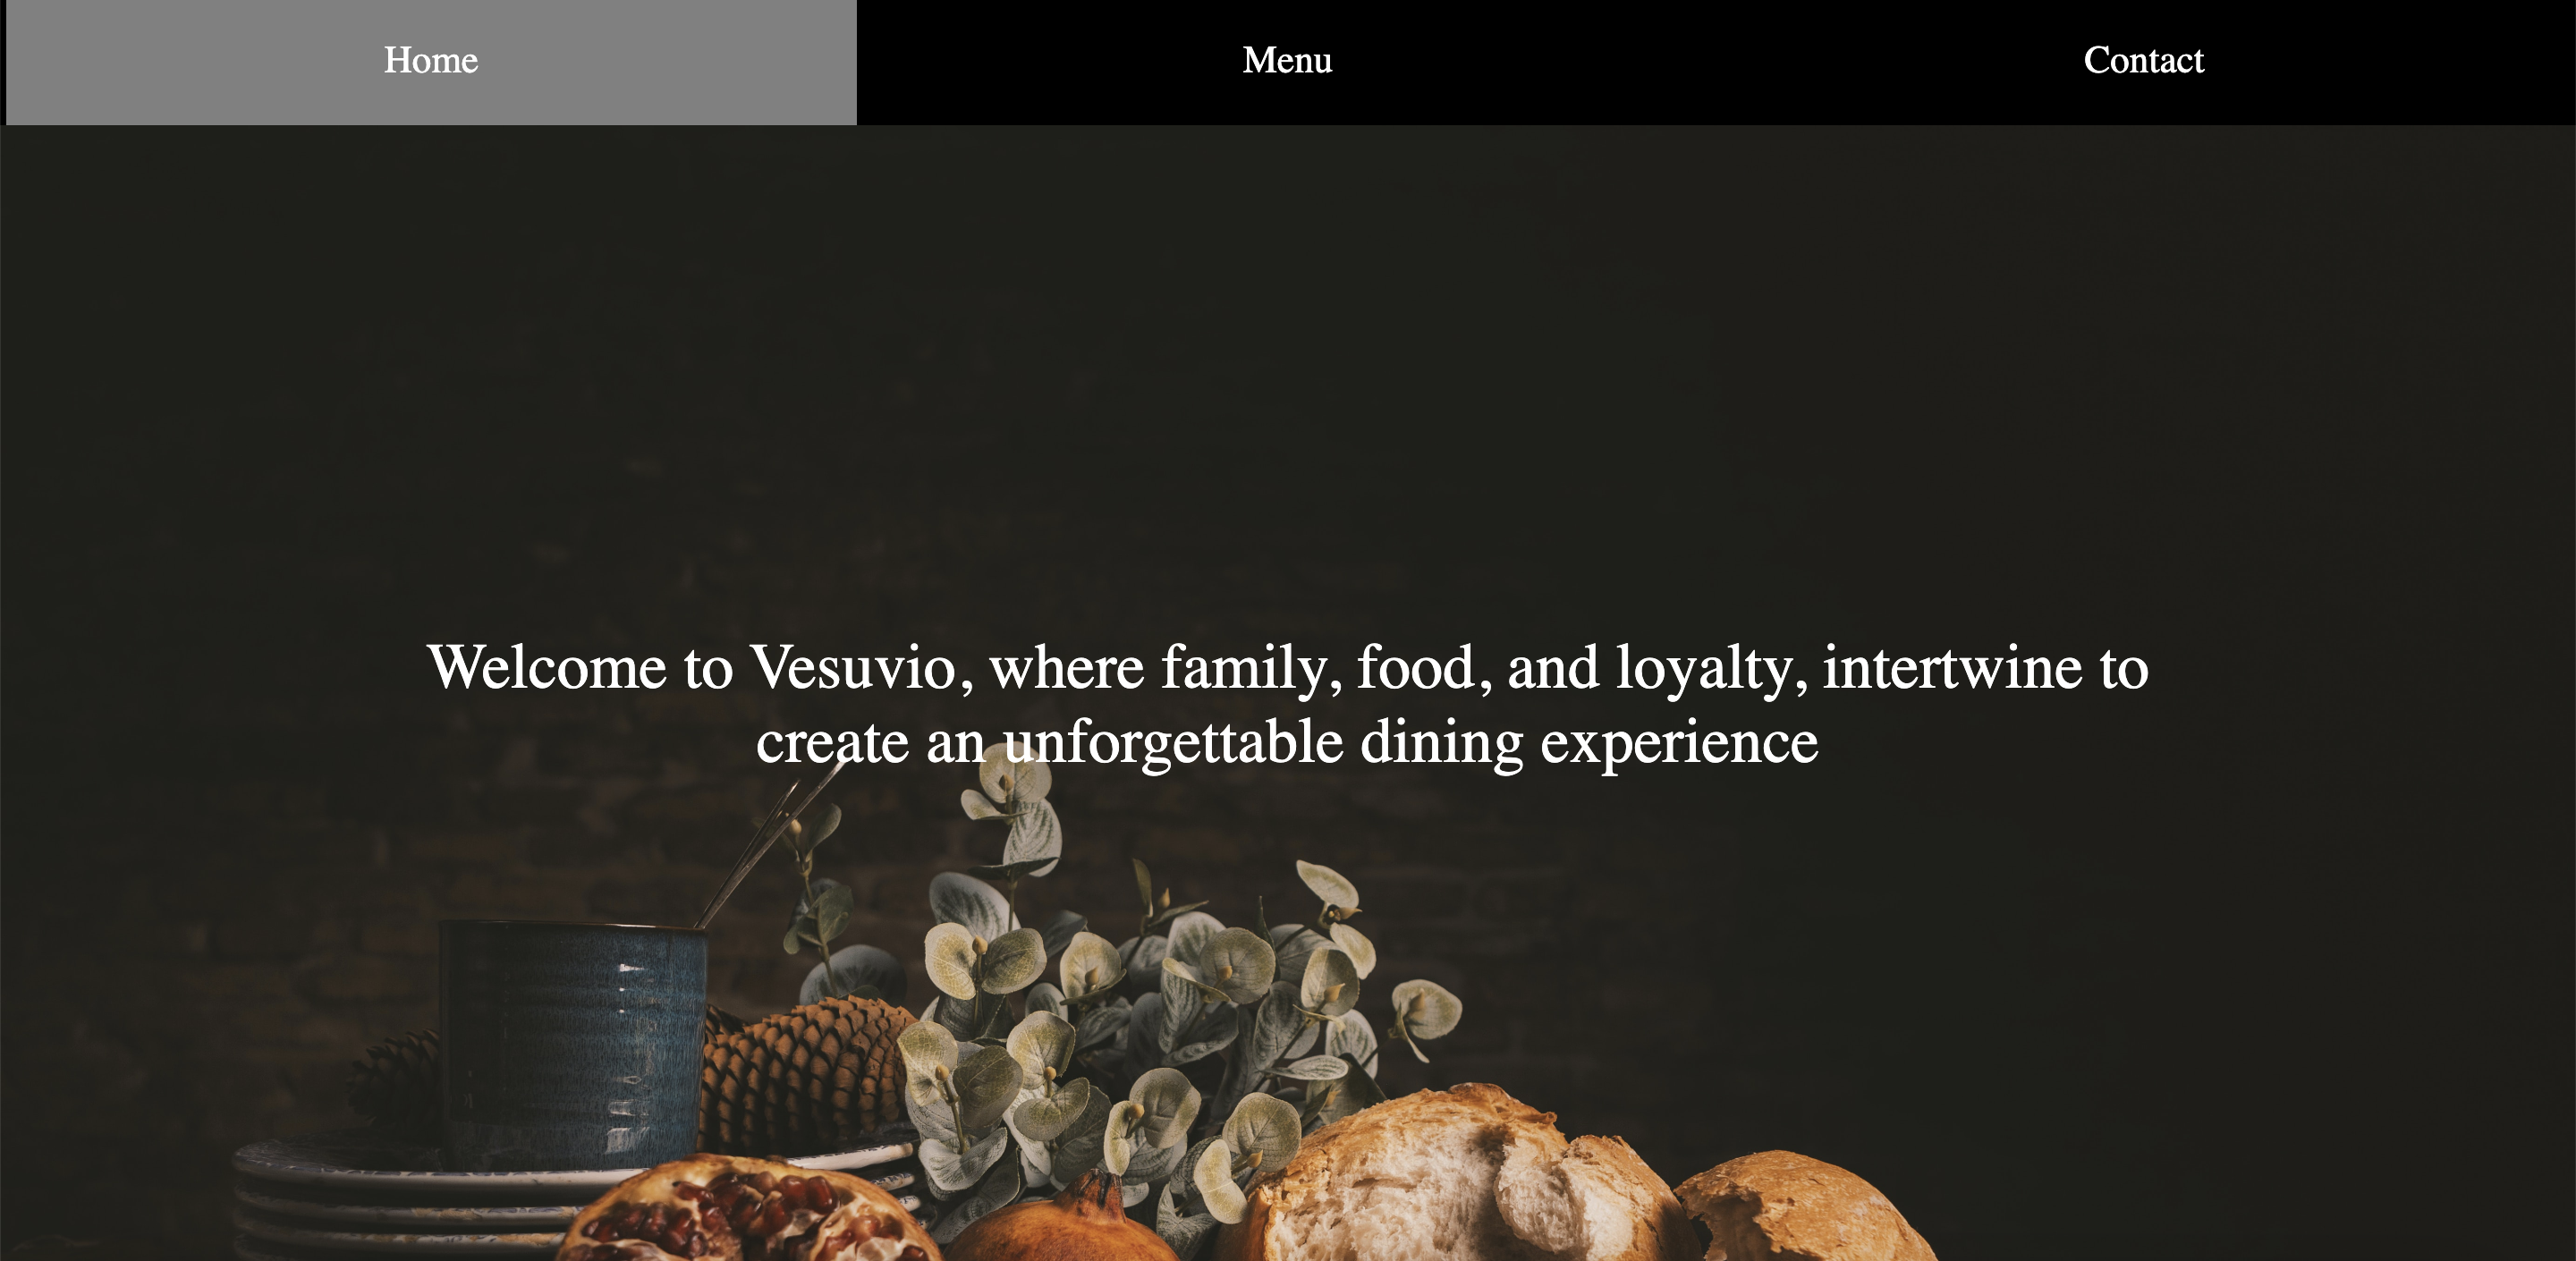 Home
Menu
Contact
Welcome to Vesuvio, where family, food, and loyalty, intertwine to
create an unforgettable dining experience